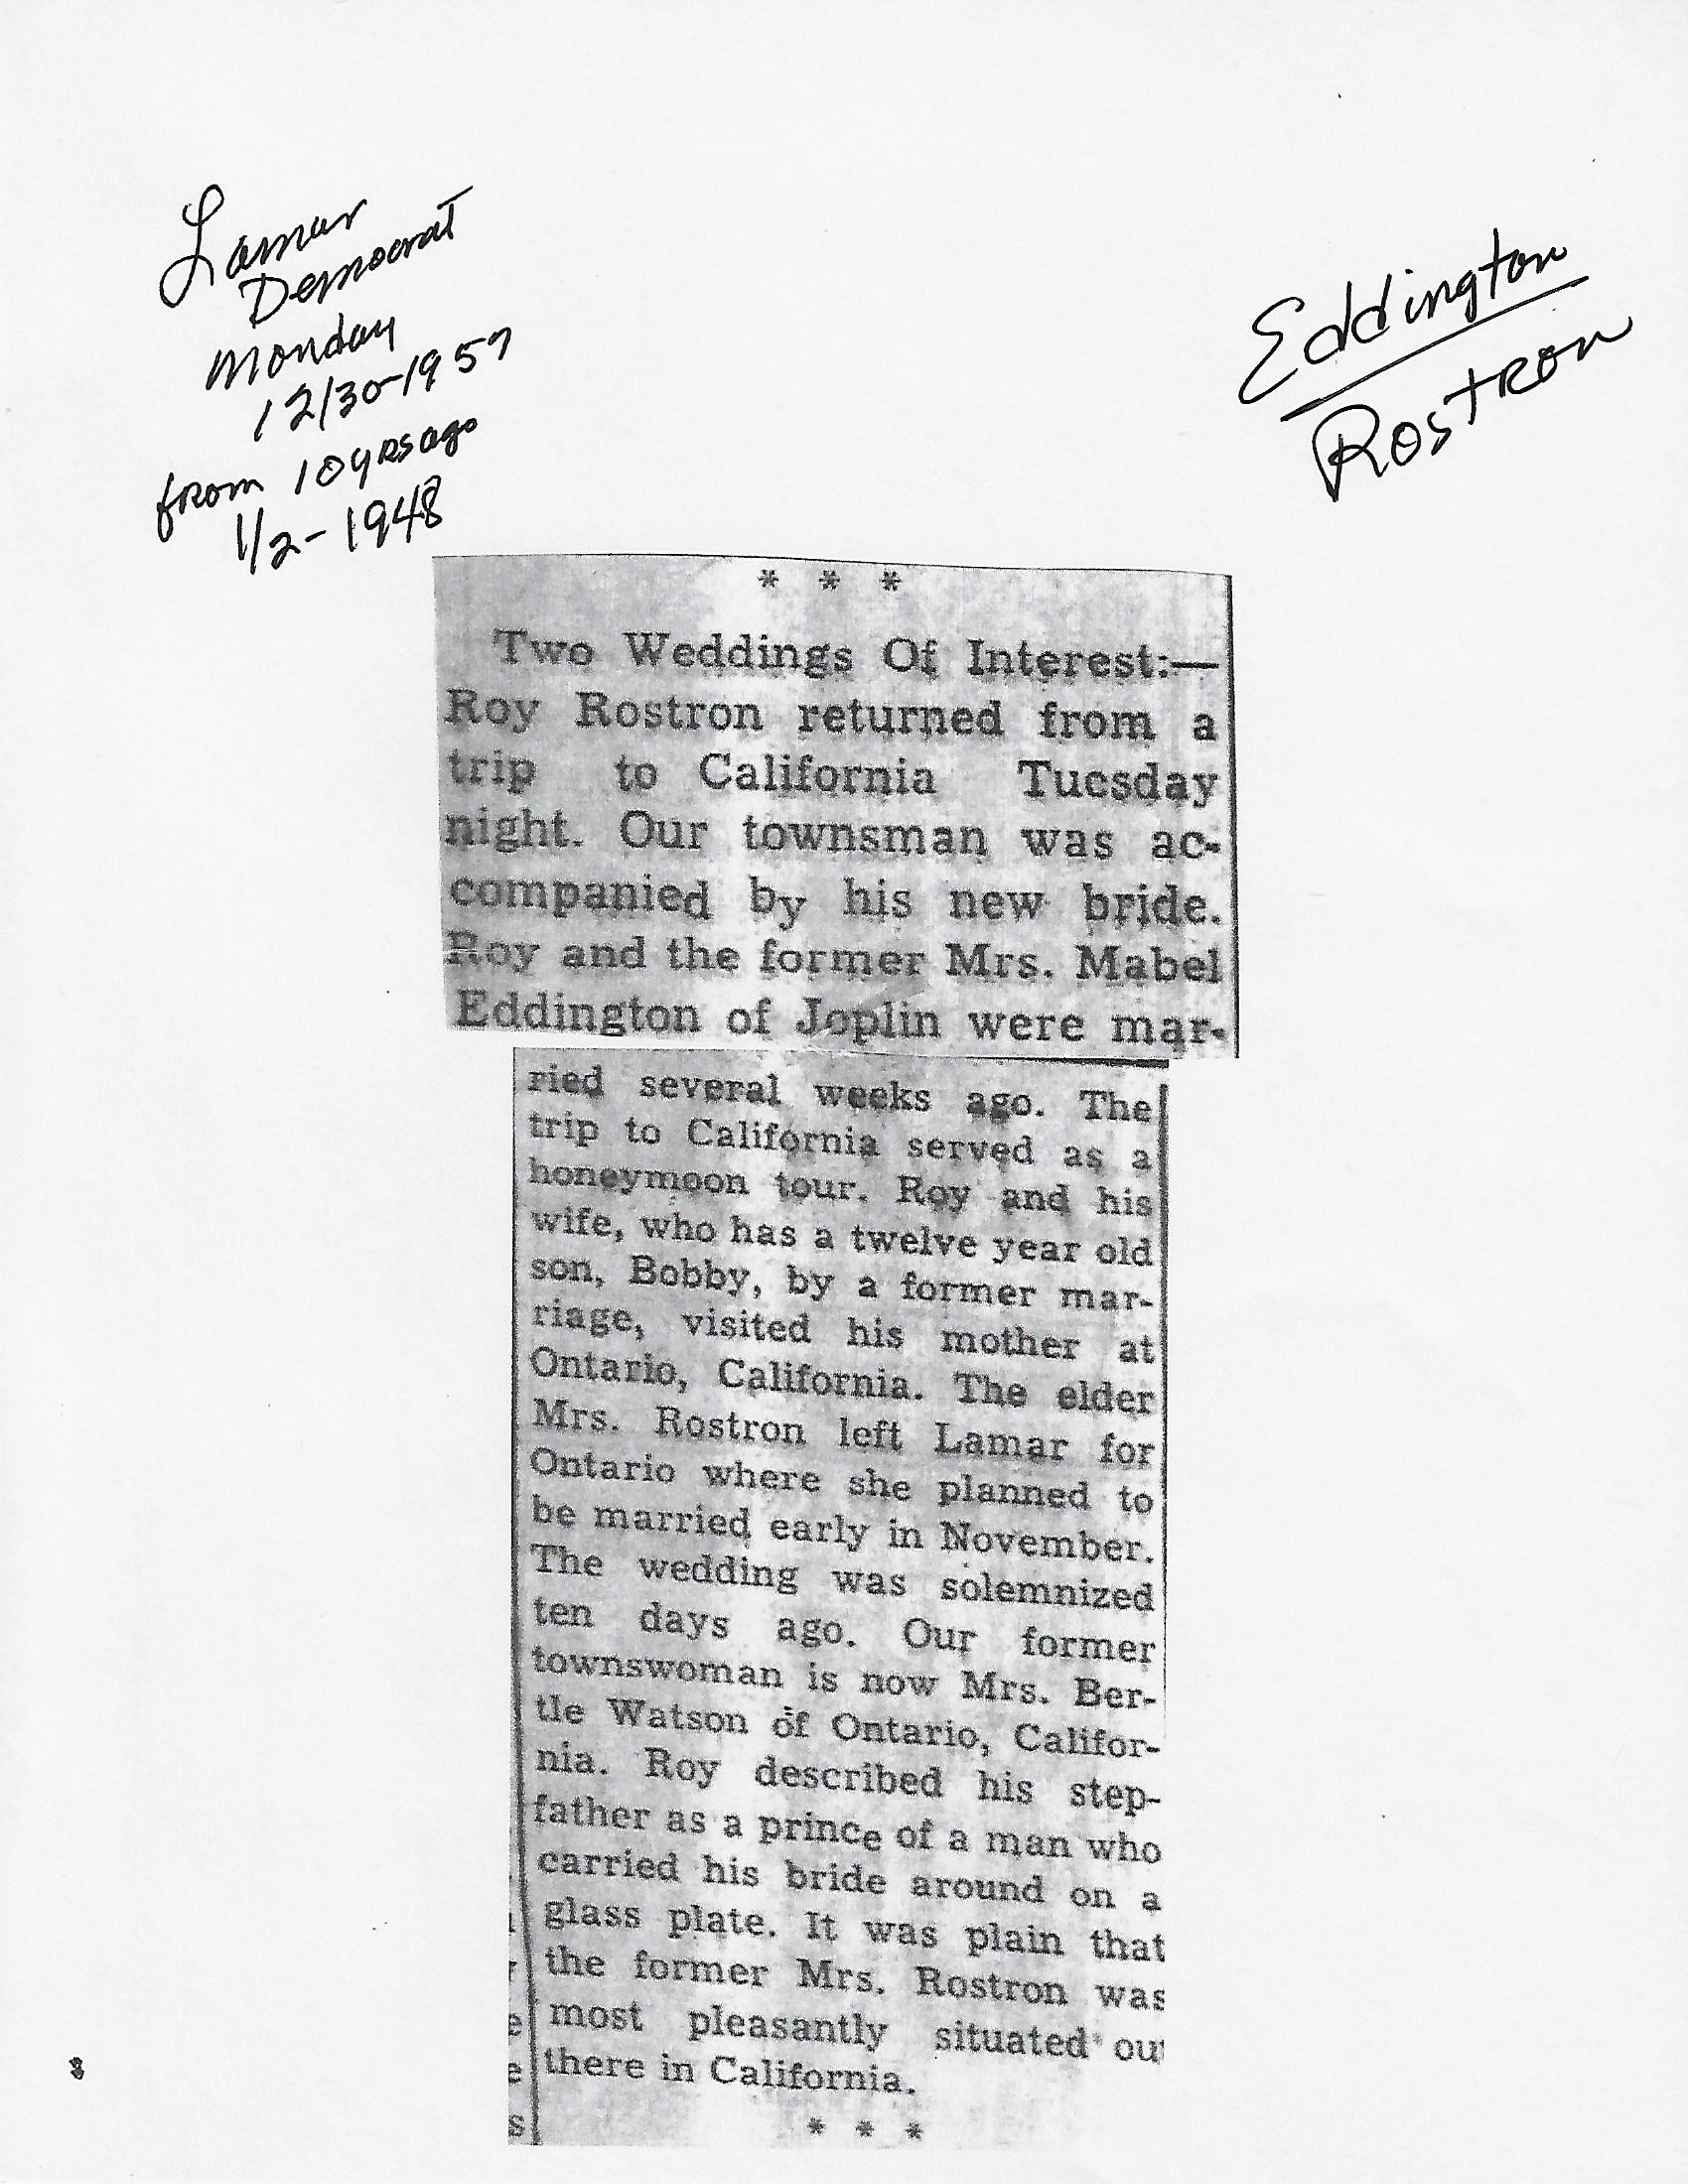 Lamar
Democrat
Monday
12/30-1957
from 10 yrs ago
1/2-1948
Eddington
Rostron
* * *
Two Weddings Of Interest:—
Roy Rostron returned from a
trip to California Tuesday
night. Our townsman was ac-
companied by his new bride.
Roy and the former Mrs. Mabel
Eddington of Joplin were mar-
ried several weeks ago. The
trip to California served as a
honeymoon tour. Roy and his
wife, who has a twelve year old
son, Bobby, by a former mar-
riage, visited his mother at
Ontario, California. The elder
Mrs. Rostron left Lamar for
Ontario where she planned to
be married early in November.
The wedding was solemnized
ten days ago. Our former
townswoman is now Mrs. Ber-
tle Watson of Ontario, Califor-
nia. Roy described his step-
father as a prince of a man who
carried his bride around on a
glass plate. It was plain that
the former Mrs. Rostron was
most pleasantly situated ou
there in California.
* * *